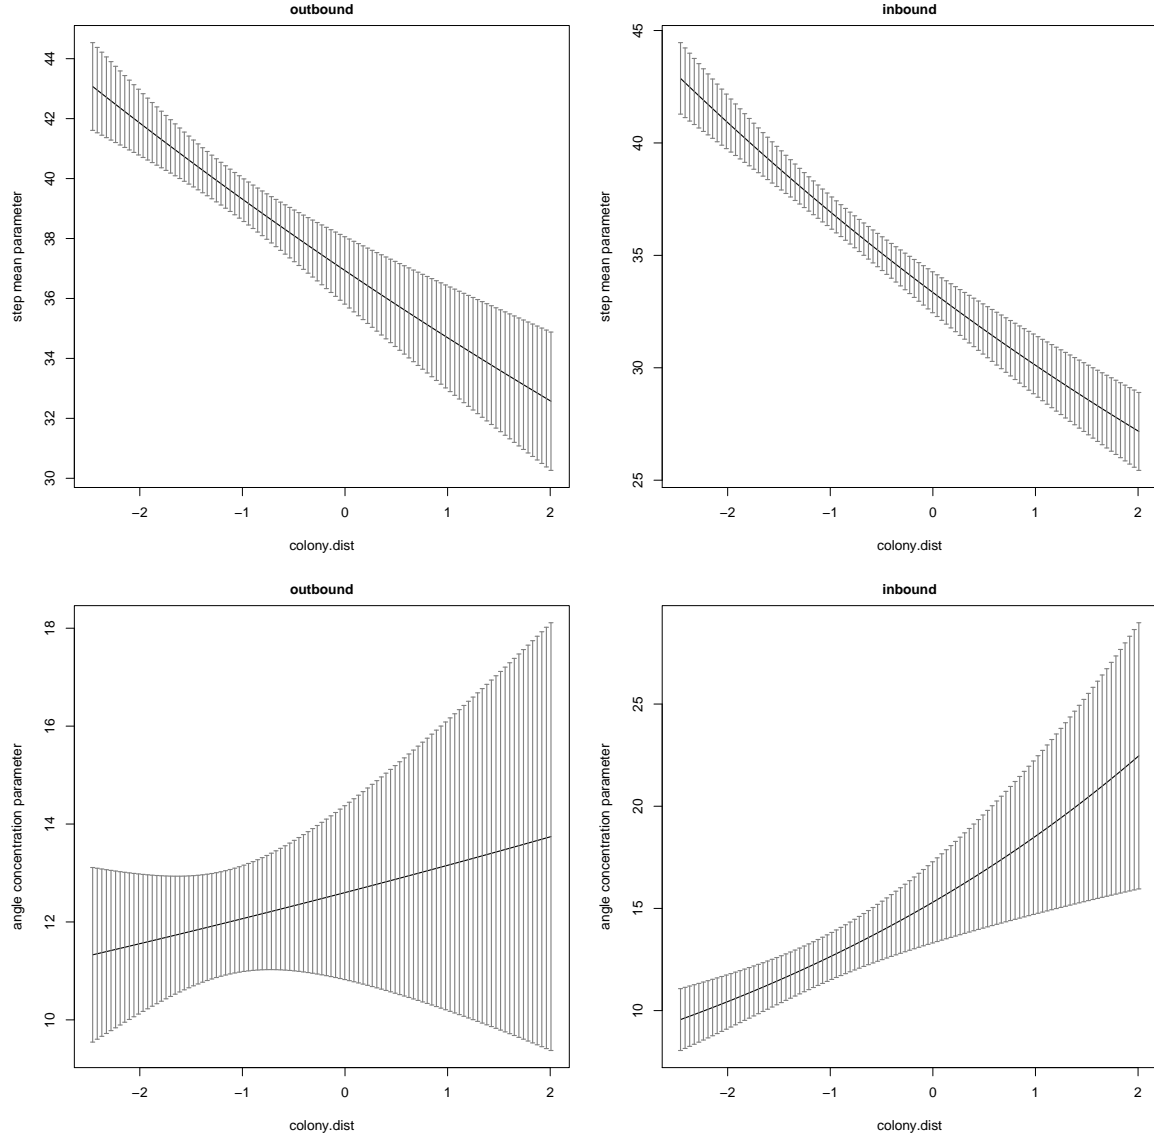 outbound
inbound
step mean parameter
30 32 34 36 38 40 42 44
−2 −1 0 1 2
colony.dist
step mean parameter
25 30 35 40 45
−2 −1 0 1 2
colony.dist
outbound
inbound
angle concentration parameter
10 12 14 16 18
−2 −1 0 1 2
colony.dist
angle concentration parameter
10 15 20 25
−2 −1 0 1 2
colony.dist